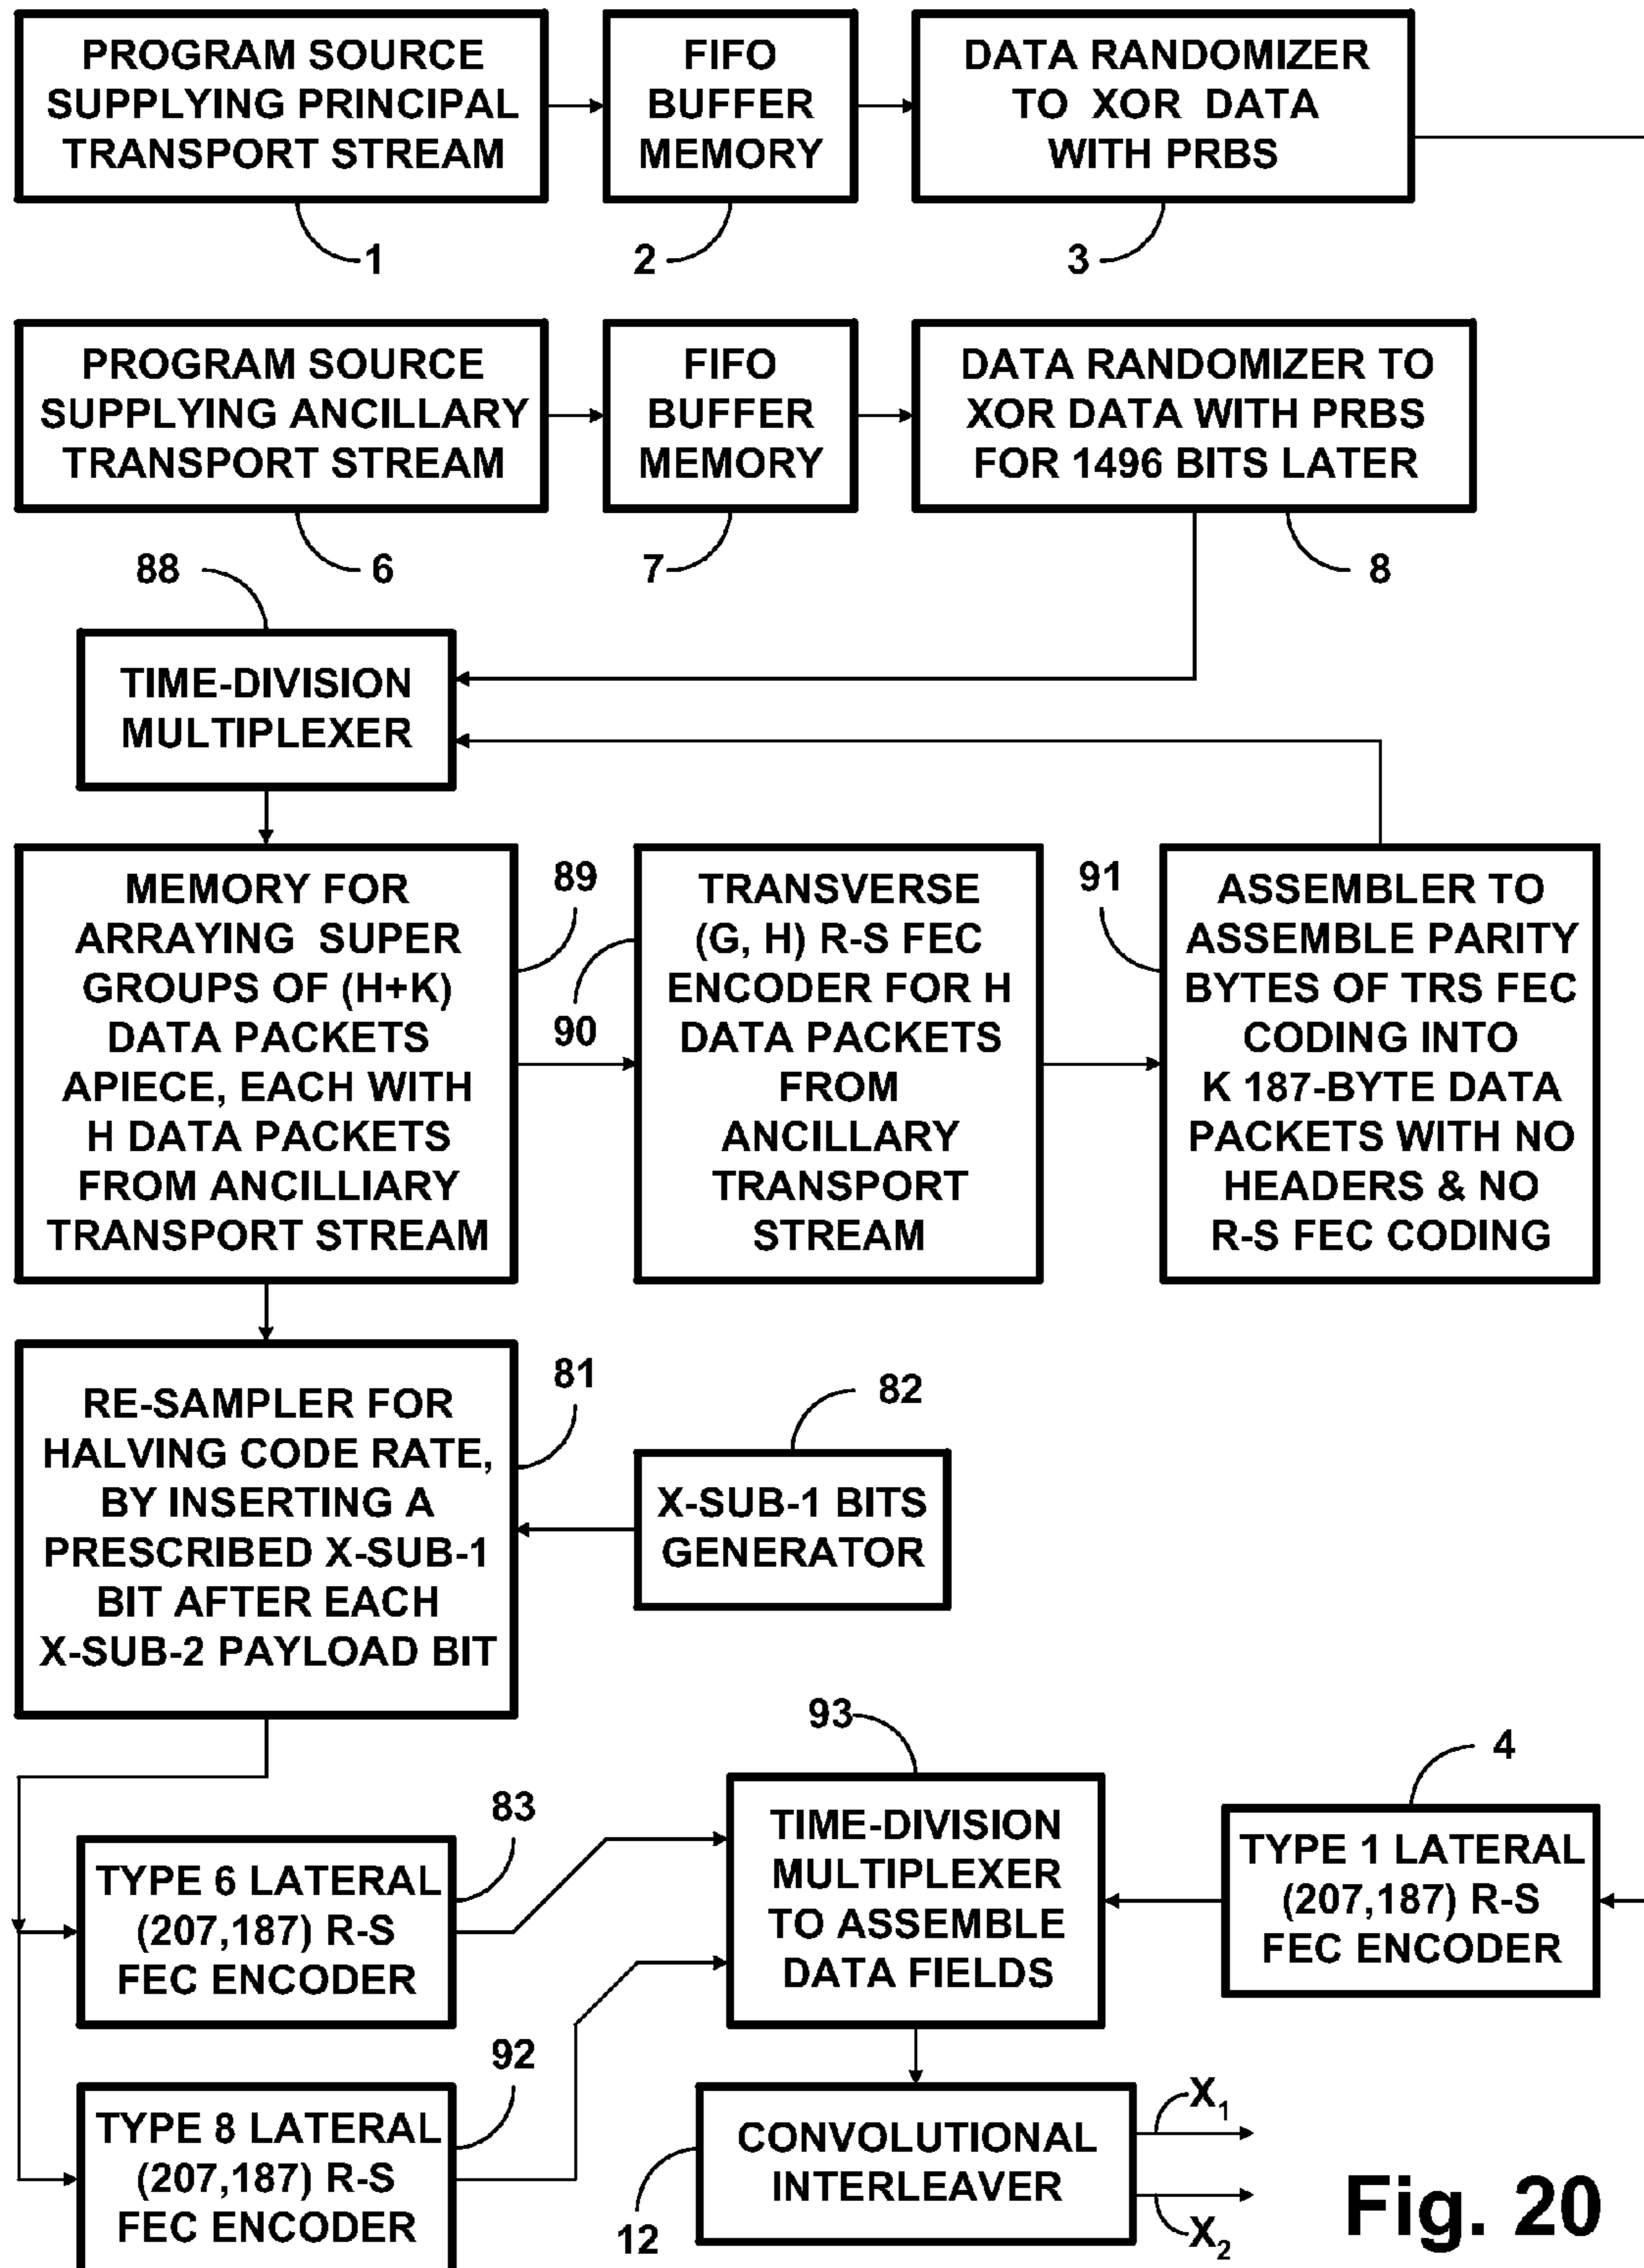 PROGRAM SOURCE
SUPPLYING PRINCIPAL
TRANSPORT STREAM
FIFO
BUFFER
MEMORY
DATA RANDOMIZER
TO XOR DATA
WITH PRBS
1
2
3
PROGRAM SOURCE
SUPPLYING ANCILLARY
TRANSPORT STREAM
FIFO
BUFFER
MEMORY
DATA RANDOMIZER TO
XOR DATA WITH PRBS
FOR 1496 BITS LATER
88
6
7
8
TIME-DIVISION
MULTIPLEXER
MEMORY FOR
ARRAYING SUPER
GROUPS OF (H+K)
DATA PACKETS
APIECE, EACH WITH
H DATA PACKETS
FROM ANCILLIARY
TRANSPORT STREAM
89
90
TRANSVERSE
(G, H) R-S FEC
ENCODER FOR H
DATA PACKETS
FROM
ANCILLARY
TRANSPORT
STREAM
91
ASSEMBLER TO
ASSEMBLE PARITY
BYTES OF TRS FEC
CODING INTO
K 187-BYTE DATA
PACKETS WITH NO
HEADERS & NO
R-S FEC CODING
RE-SAMPLER FOR
HALVING CODE RATE,
BY INSERTING A
PRESCRIBED X-SUB-1
BIT AFTER EACH
X-SUB-2 PAYLOAD BIT
81
82
X-SUB-1 BITS
GENERATOR
93
4
83
TYPE 6 LATERAL
(207,187) R-S
FEC ENCODER
TIME-DIVISION
MULTIPLEXER
TO ASSEMBLE
DATA FIELDS
TYPE 1 LATERAL
(207,187) R-S
FEC ENCODER
92
TYPE 8 LATERAL
(207,187) R-S
FEC ENCODER
CONVOLUTIONAL
INTERLEAVER
12
X₁
X₂
Fig. 20